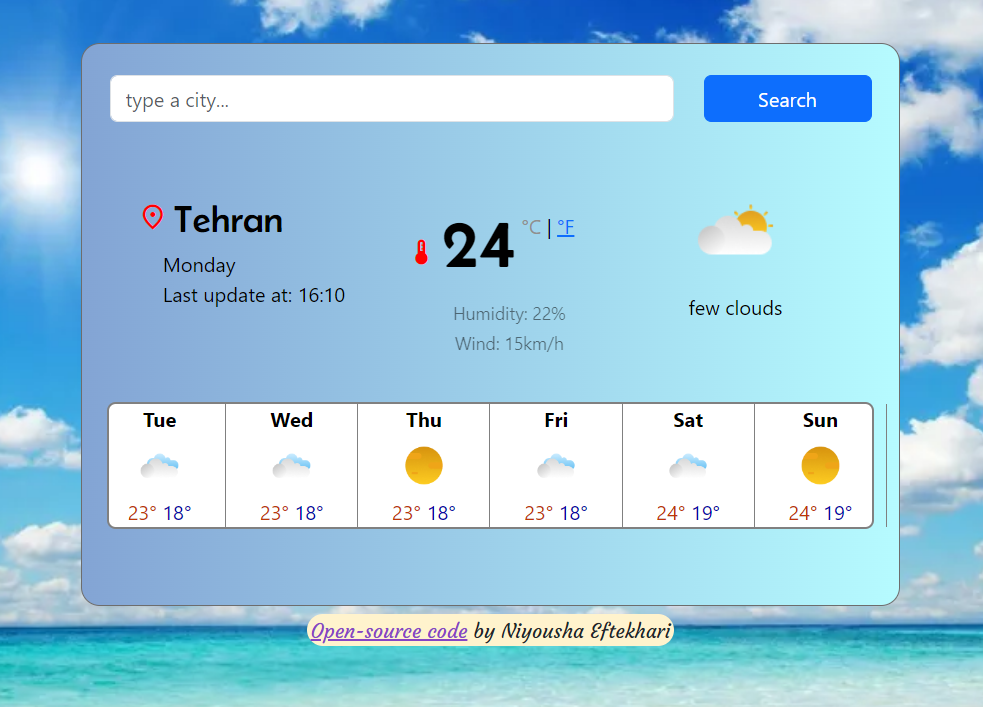 type a city...
Search
Tehran
Monday
Last update at: 16:10
24 °C | °F
Humidity: 22%
Wind: 15km/h
few clouds
Tue Wed Thu Fri Sat Sun
23° 18° 23° 18° 23° 18° 23° 18° 24° 19° 24° 19°
Open-source code by Niyousha Eftekhari